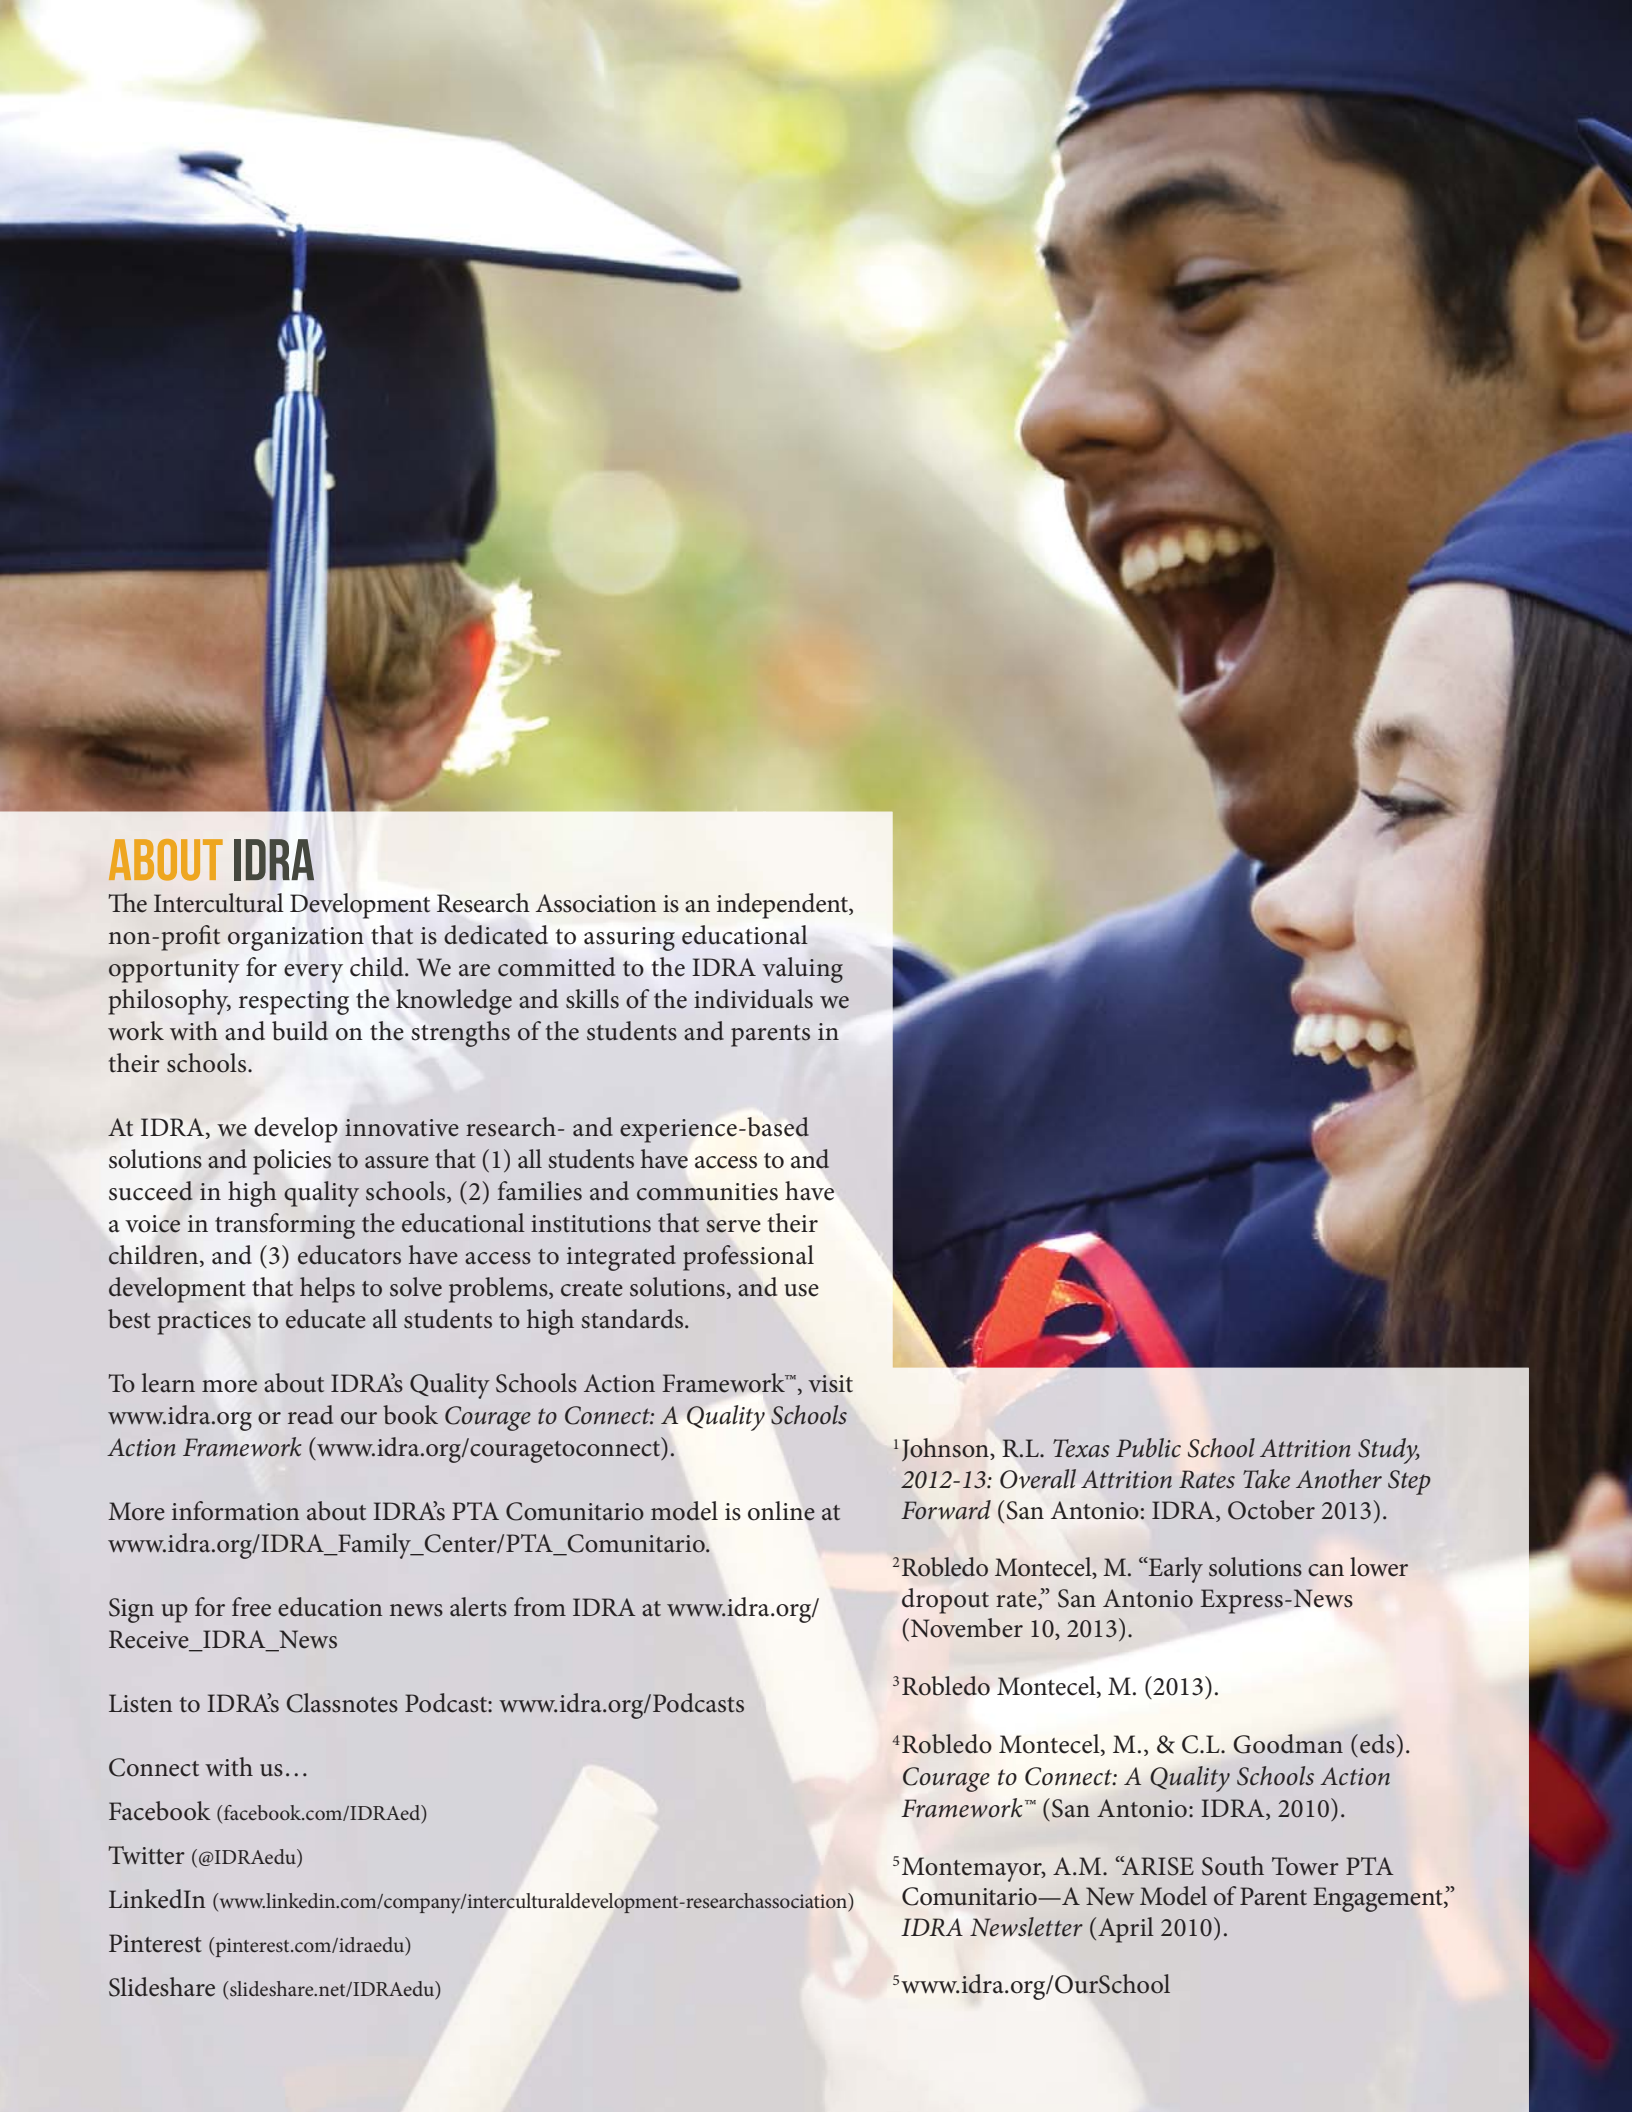 ABOUT IDRA
The Intercultural Development Research Association is an independent,
non-profit organization that is dedicated to assuring educational
opportunity for every child. We are committed to the IDRA valuing
philosophy, respecting the knowledge and skills of the individuals we
work with and build on the strengths of the students and parents in
their schools.
At IDRA, we develop innovative research- and experience-based
solutions and policies to assure that (1) all students have access to and
succeed in high quality schools, (2) families and communities have
a voice in transforming the educational institutions that serve their
children, and (3) educators have access to integrated professional
development that helps to solve problems, create solutions, and use
best practices to educate all students to high standards.
To learn more about IDRA’s Quality Schools Action Framework™, visit
www.idra.org or read our book Courage to Connect: A Quality Schools
Action Framework (www.idra.org/couragetoconnect).
More information about IDRA’s PTA Comunitario model is online at
www.idra.org/IDRA_Family_Center/PTA_Comunitario.
Sign up for free education news alerts from IDRA at www.idra.org/
Receive_IDRA_News
Listen to IDRA’s Classnotes Podcast: www.idra.org/Podcasts
Connect with us…
Facebook (facebook.com/IDRAed)
Twitter (@IDRAedu)
LinkedIn (www.linkedin.com/company/interculturaldevelopment-researchassociation)
Pinterest (pinterest.com/idraedu)
Slideshare (slideshare.net/IDRAedu)
¹Johnson, R.L. Texas Public School Attrition Study,
2012-13: Overall Attrition Rates Take Another Step
Forward (San Antonio: IDRA, October 2013).
²Robledo Montecel, M. “Early solutions can lower
dropout rate,” San Antonio Express-News
(November 10, 2013).
³Robledo Montecel, M. (2013).
⁴Robledo Montecel, M., & C.L. Goodman (eds).
Courage to Connect: A Quality Schools Action
Framework™ (San Antonio: IDRA, 2010).
⁵Montemayor, A.M. “ARISE South Tower PTA
Comunitario—A New Model of Parent Engagement,”
IDRA Newsletter (April 2010).
⁵www.idra.org/OurSchool